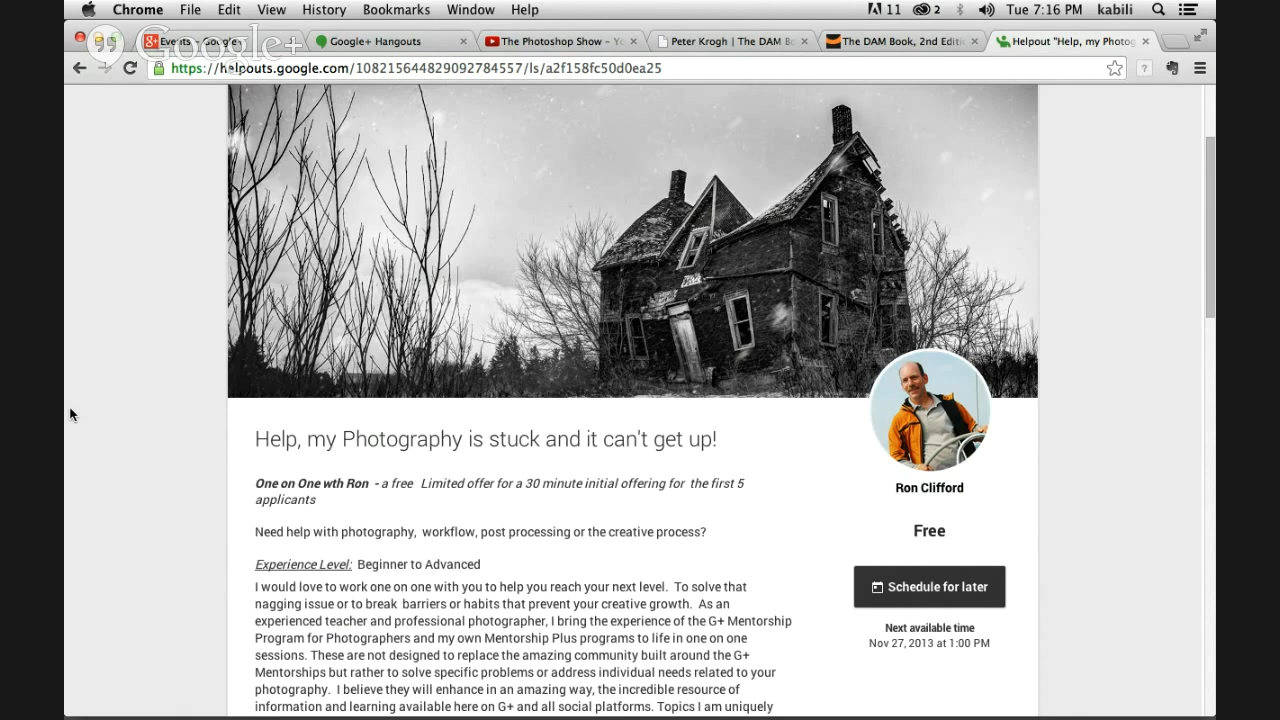 Chrome File Edit View History Bookmarks Window Help 11 2 Tue 7:16 PM kabili
Google+
Events - Google+ Google+ Hangouts The Photoshop Show - Yo Peter Krogh | The DAM Bo The DAM Book, 2nd Edition Helpout "Help, my Photog
https://helpouts.google.com/108215644829092784557/ls/a2f158fc50d0ea25
Help, my Photography is stuck and it can't get up!
One on One wth Ron - a free Limited offer for a 30 minute initial offering for the first 5
applicants
Need help with photography, workflow, post processing or the creative process?
Experience Level: Beginner to Advanced
I would love to work one on one with you to help you reach your next level. To solve that
nagging issue or to break barriers or habits that prevent your creative growth. As an
experienced teacher and professional photographer, I bring the experience of the G+ Mentorship
Program for Photographers and my own Mentorship Plus programs to life in one on one
sessions. These are not designed to replace the amazing community built around the G+
Mentorships but rather to solve specific problems or address individual needs related to your
photography. I believe they will enhance in an amazing way, the incredible resource of
information and learning available here on G+ and all social platforms. Topics I am uniquely
Ron Clifford
Free
Schedule for later
Next available time
Nov 27, 2013 at 1:00 PM